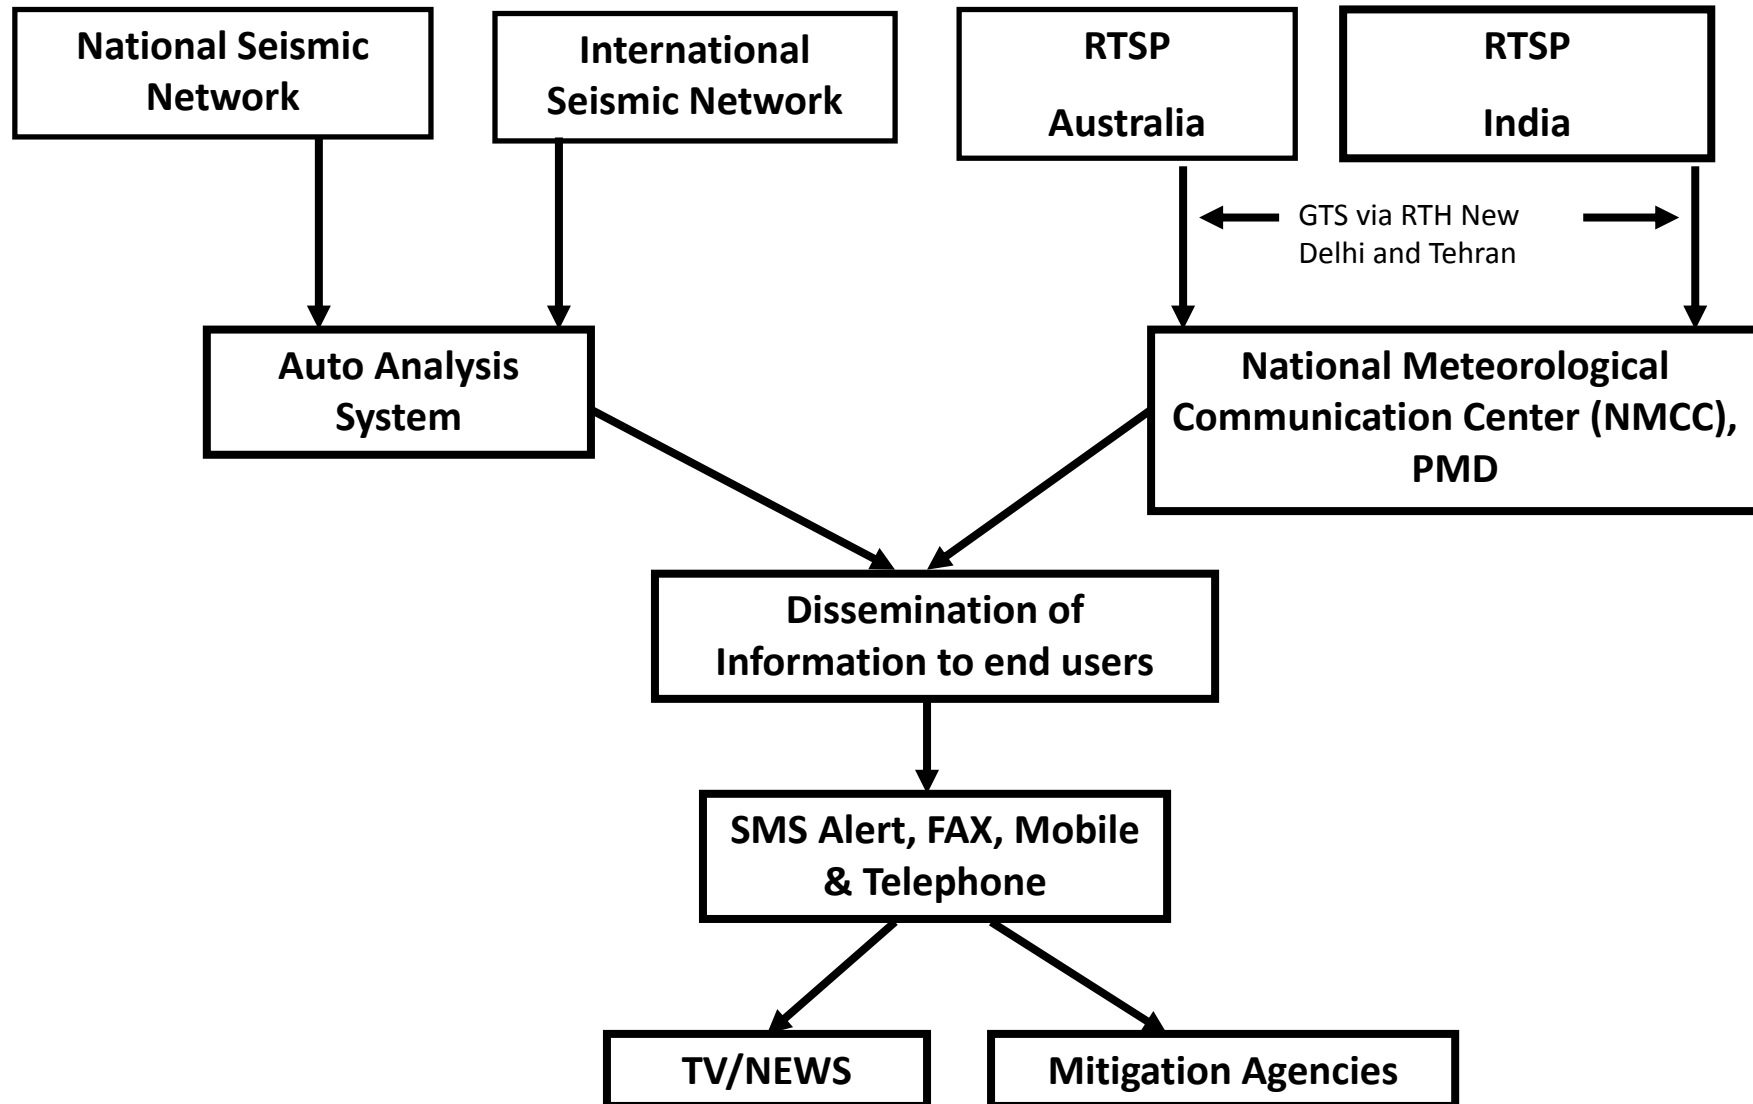 National Seismic
Network
International
Seismic Network
RTSP
Australia
RTSP
India
GTS via RTH New
Delhi and Tehran
Auto Analysis
System
National Meteorological
Communication Center (NMCC),
PMD
Dissemination of
Information to end users
SMS Alert, FAX, Mobile
& Telephone
TV/NEWS
Mitigation Agencies